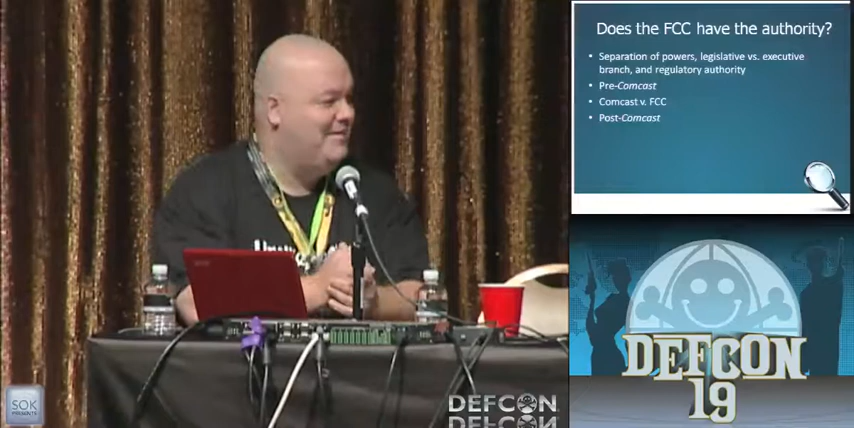 Does the FCC have the authority?
• Separation of powers, legislative vs. executive
branch, and regulatory authority
• Pre-Comcast
• Comcast v. FCC
• Post-Comcast
DEFCON
19
SOK
PRESENTS
DEFCON